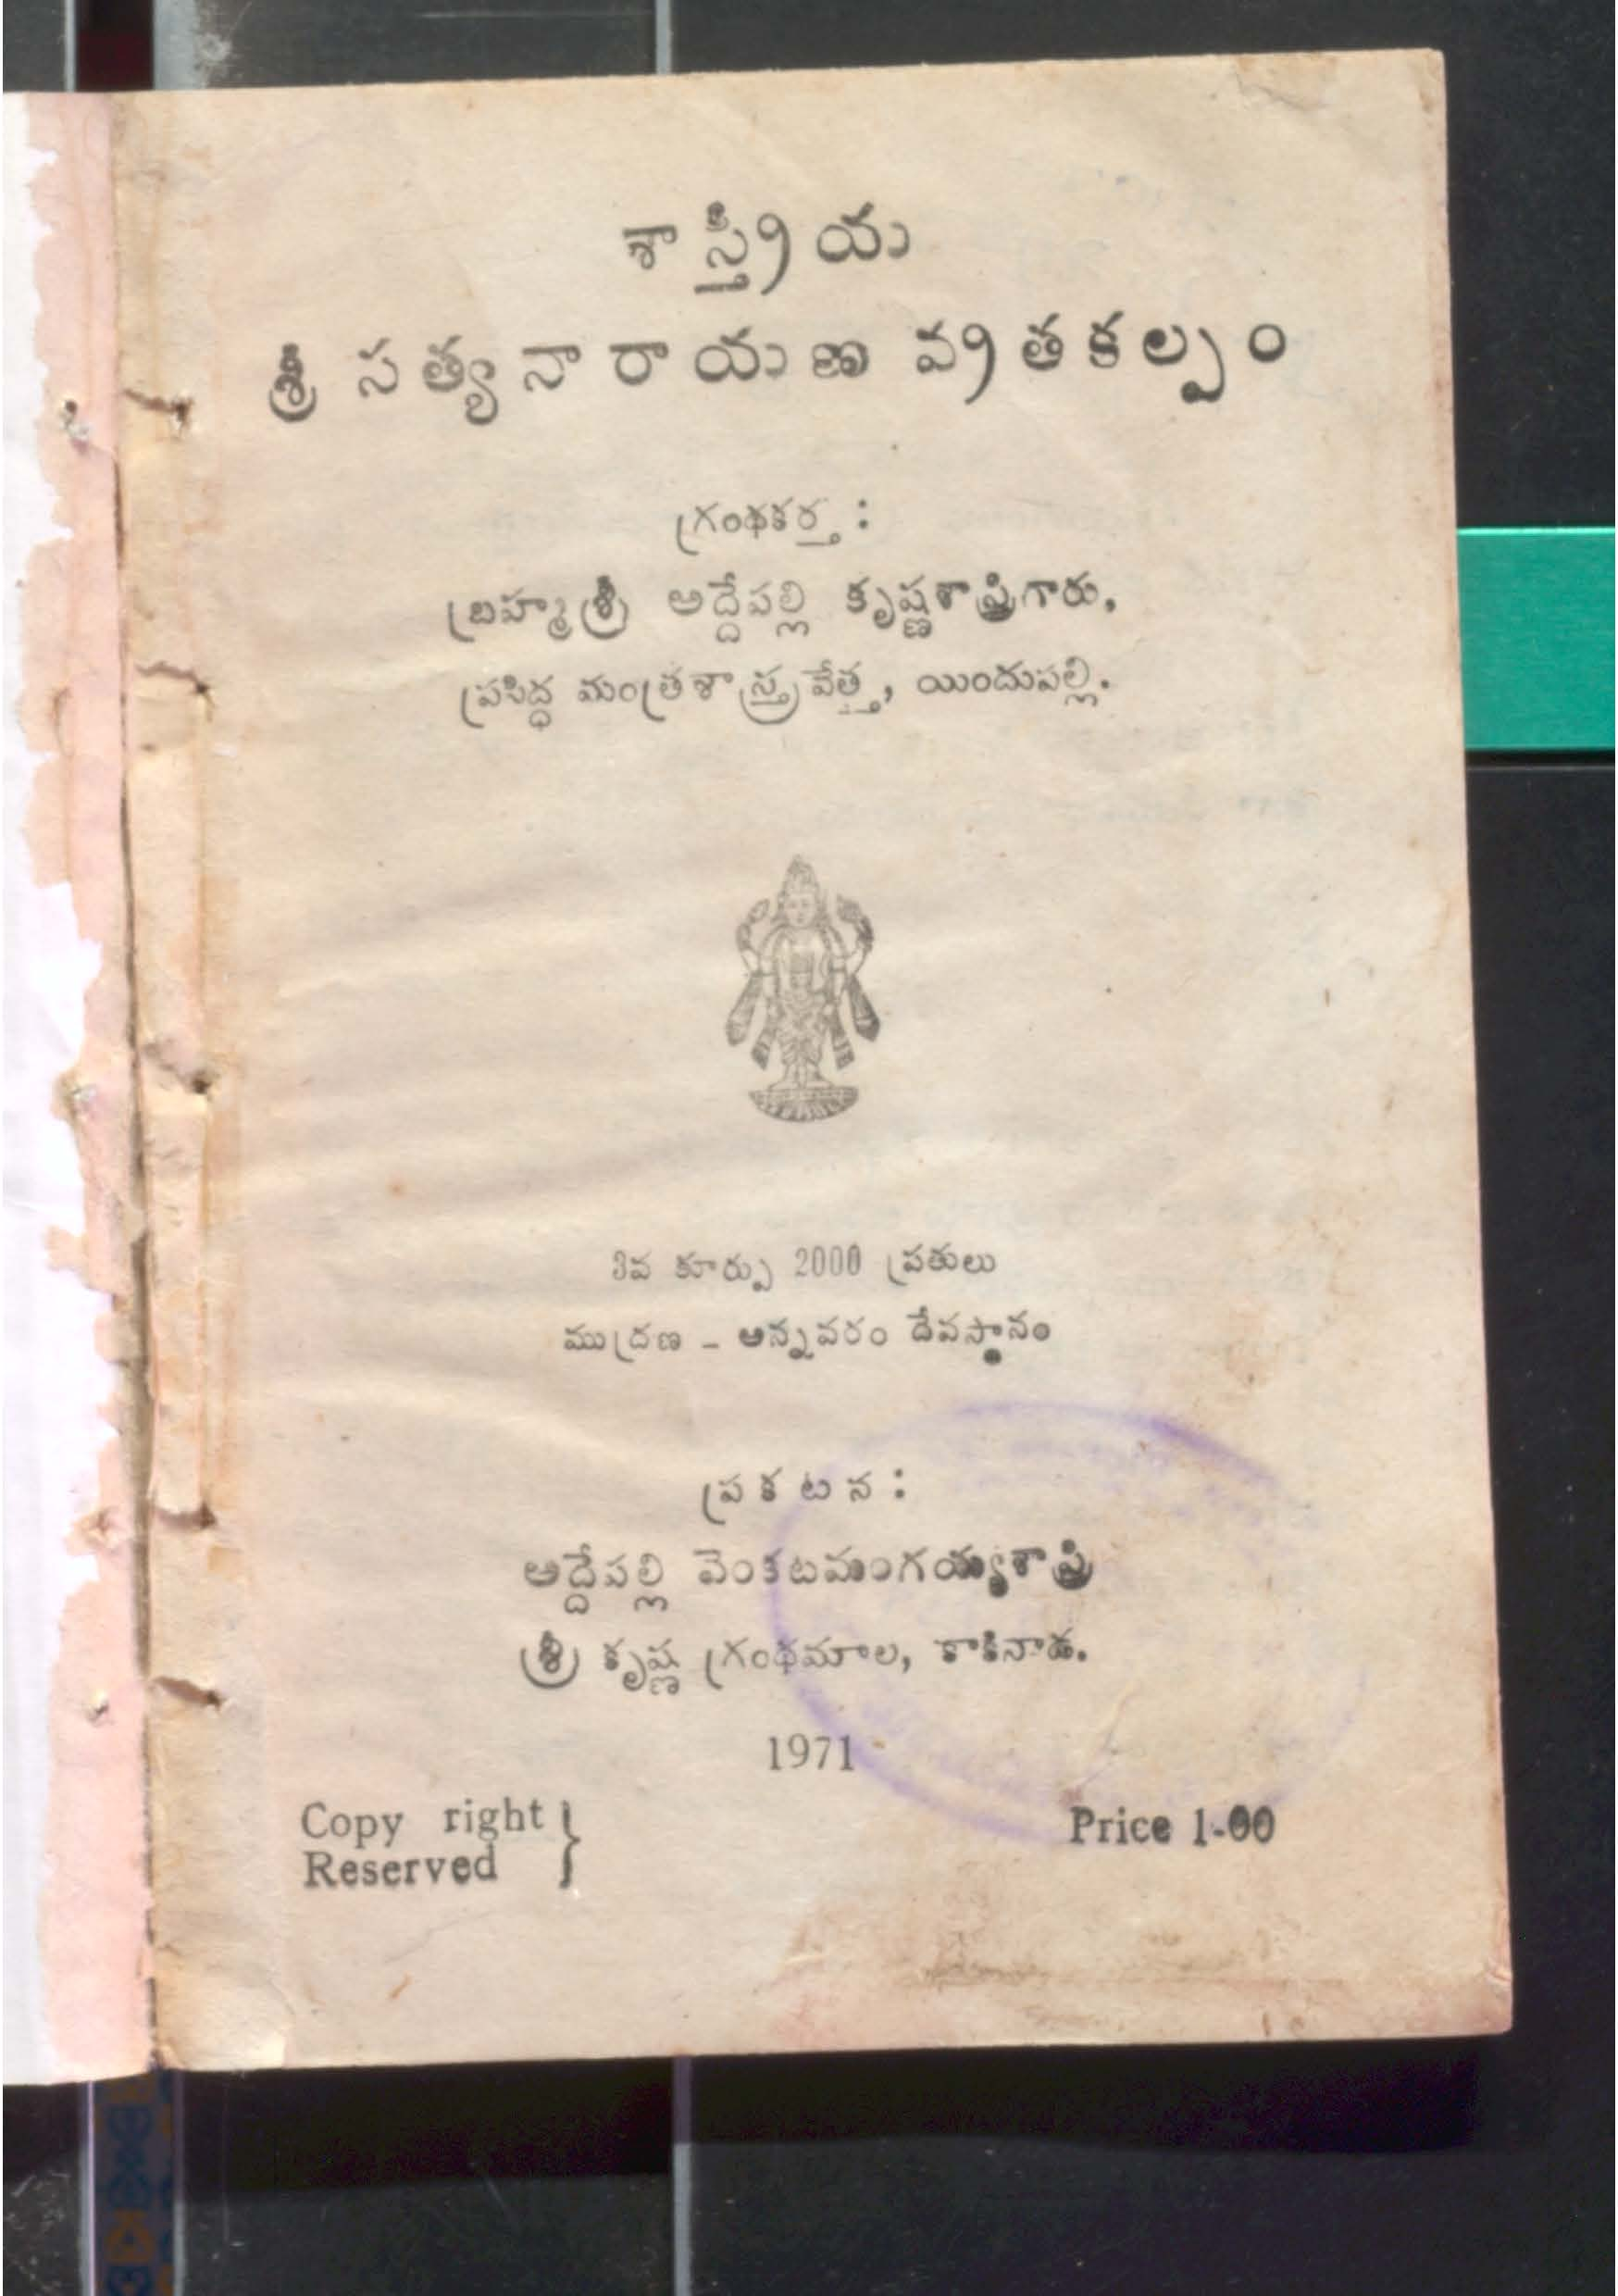 శాస్త్రీయ
శ్రీ సత్యనారాయణ వ్రతకల్పం
గ్రంథకర్త :
బ్రహ్మశ్రీ అద్దేపల్లి కృష్ణశాస్త్రిగారు,
ప్రసిద్ధ మంత్రశాస్త్రవేత్త, యిందుపల్లి.
3వ కూర్పు 2000 ప్రతులు
ముద్రణ - అన్నవరం దేవస్థానం
ప్రకటన :
అద్దేపల్లి వెంకటమంగయ్యశాస్త్రి
శ్రీ కృష్ణ గ్రంథమాల, కాకినాడ.
1971
Copy right }
Reserved
Price 1-00